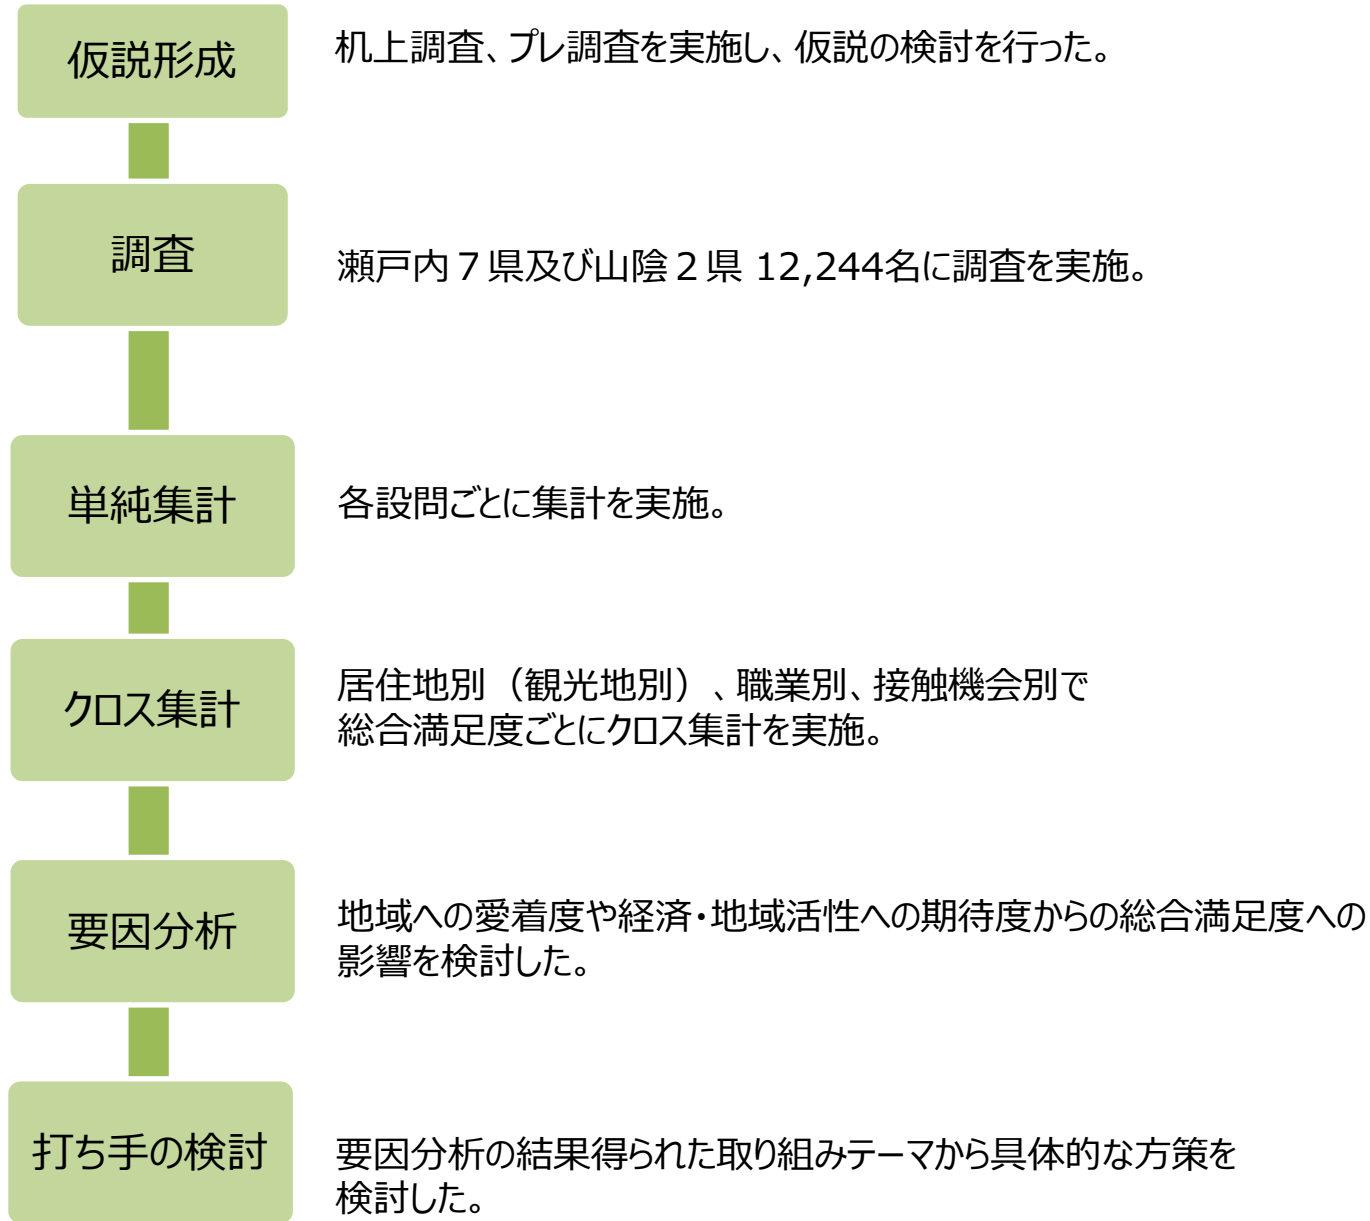 仮説形成
机上調査、プレ調査を実施し、仮説の検討を行った。
調査
瀬戸内７県及び山陰２県 12,244名に調査を実施。
単純集計
各設問ごとに集計を実施。
クロス集計
居住地別（観光地別）、職業別、接触機会別で
総合満足度ごとにクロス集計を実施。
要因分析
地域への愛着度や経済・地域活性への期待度からの総合満足度への
影響を検討した。
打ち手の検討
要因分析の結果得られた取り組みテーマから具体的な方策を
検討した。